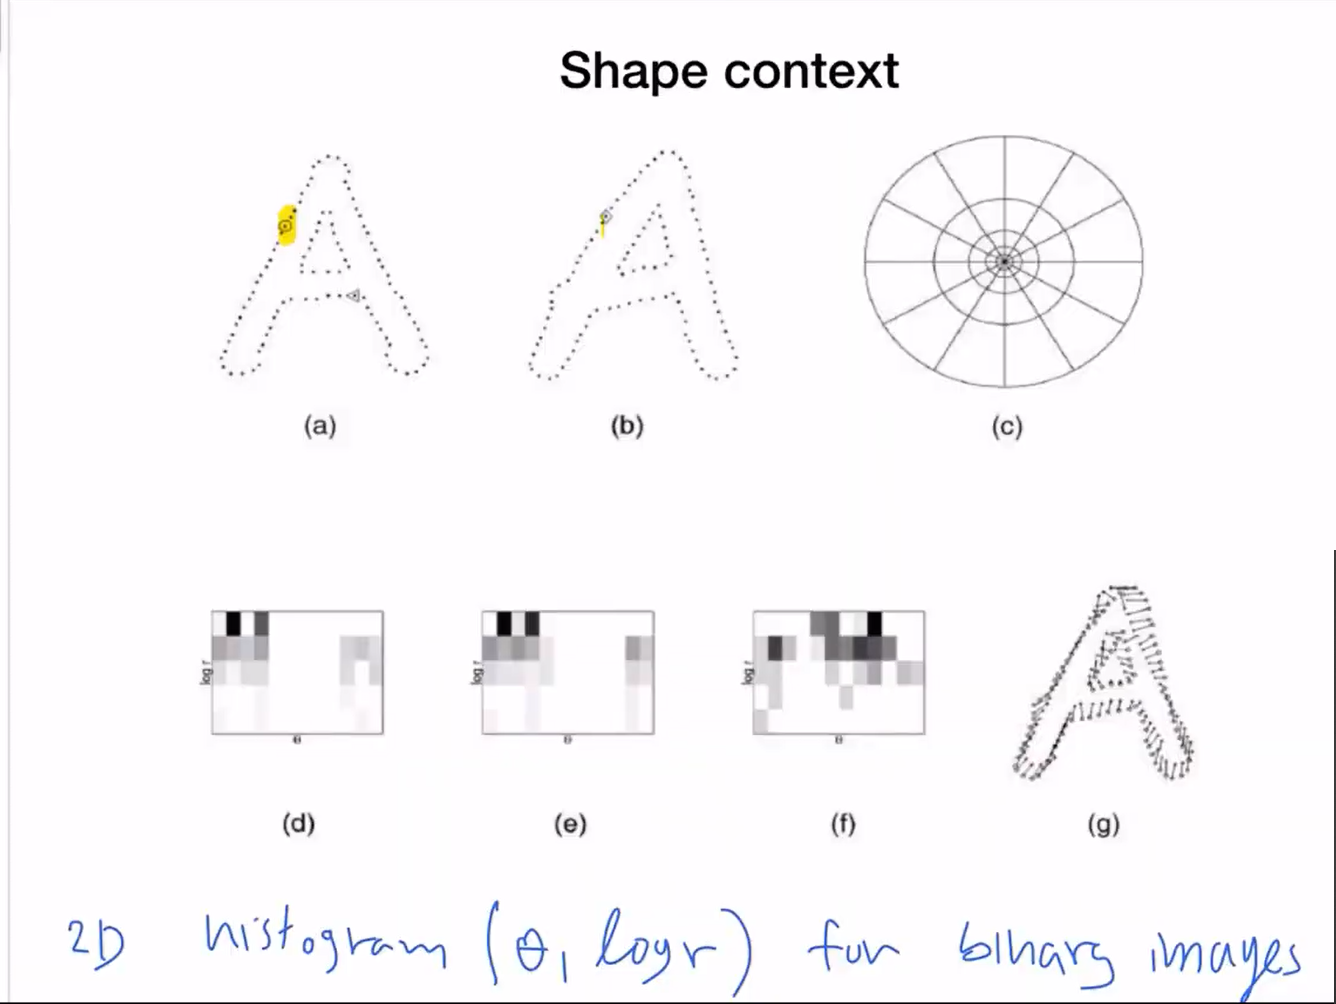 Shape context
(a) (b) (c)
log r log r log r
θ θ θ
(d) (e) (f) (g)
2D histogram (θ, log r) for binary images